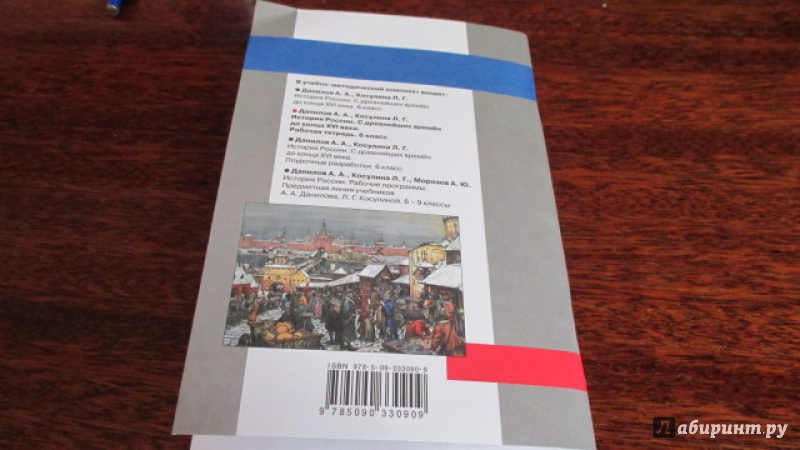 В учебно-методический комплект входят:
Данилов А. А., Косулина Л. Г.
История России. С древнейших времён
до конца XVI века. 6 класс
Данилов А. А., Косулина Л. Г.
История России. С древнейших времён
до конца XVI века.
Рабочая тетрадь. 6 класс
Данилов А. А., Косулина Л. Г.
История России. С древнейших времён
до конца XVI века.
Поурочные разработки. 6 класс
Данилов А. А., Косулина Л. Г., Морозов А. Ю.
История России. Рабочие программы.
Предметная линия учебников
А. А. Данилова, Л. Г. Косулиной. 6 – 9 классы
ISBN 978-5-09-033090-9
9 785090 330909
Лабиринт.ру